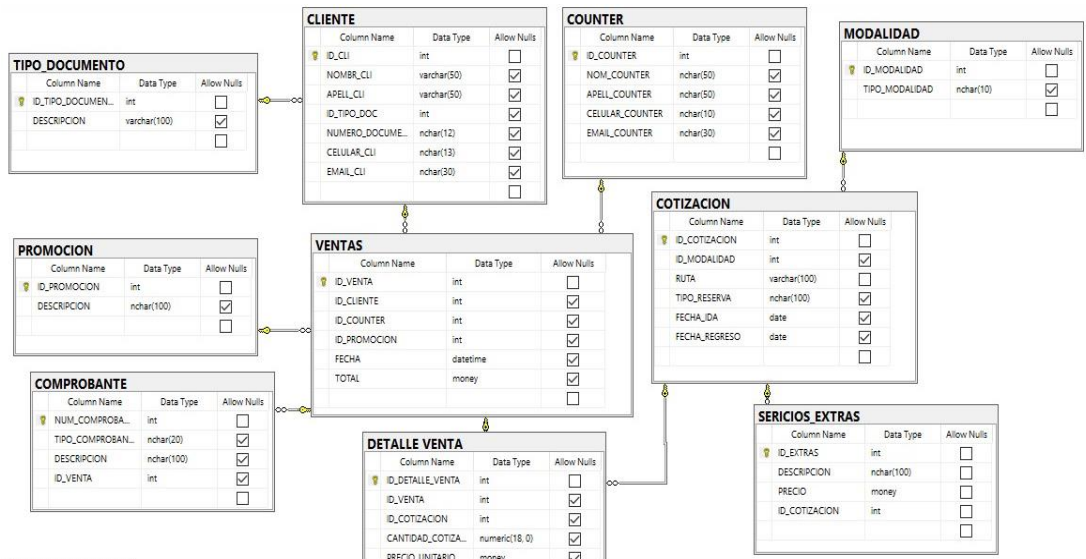 CLIENTE
Column Name Data Type Allow Nulls
ID_CLI int
NOMBR_CLI varchar(50)
APELL_CLI varchar(50)
ID_TIPO_DOC int
NUMERO_DOCUME... nchar(12)
CELULAR_CLI nchar(13)
EMAIL_CLI nchar(30)
COUNTER
Column Name Data Type Allow Nulls
ID_COUNTER int
NOM_COUNTER nchar(50)
APELL_COUNTER nchar(50)
CELULAR_COUNTER nchar(10)
EMAIL_COUNTER nchar(30)
MODALIDAD
Column Name Data Type Allow Nulls
ID_MODALIDAD int
TIPO_MODALIDAD nchar(10)
TIPO_DOCUMENTO
Column Name Data Type Allow Nulls
ID_TIPO_DOCUMEN... int
DESCRIPCION varchar(100)
COTIZACION
Column Name Data Type Allow Nulls
ID_COTIZACION int
ID_MODALIDAD int
RUTA varchar(100)
TIPO_RESERVA nchar(100)
FECHA_IDA date
FECHA_REGRESO date
PROMOCION
Column Name Data Type Allow Nulls
ID_PROMOCION int
DESCRIPCION nchar(100)
VENTAS
Column Name Data Type Allow Nulls
ID_VENTA int
ID_CLIENTE int
ID_COUNTER int
ID_PROMOCION int
FECHA datetime
TOTAL money
COMPROBANTE
Column Name Data Type Allow Nulls
NUM_COMPROBA... int
TIPO_COMPROBAN... nchar(20)
DESCRIPCION nchar(100)
ID_VENTA int
SERICIOS_EXTRAS
Column Name Data Type Allow Nulls
ID_EXTRAS int
DESCRIPCION nchar(100)
PRECIO money
ID_COTIZACION int
DETALLE VENTA
Column Name Data Type Allow Nulls
ID_DETALLE_VENTA int
ID_VENTA int
ID_COTIZACION int
CANTIDAD_COTIZA... numeric(18, 0)
PRECIO_UNITARIO money